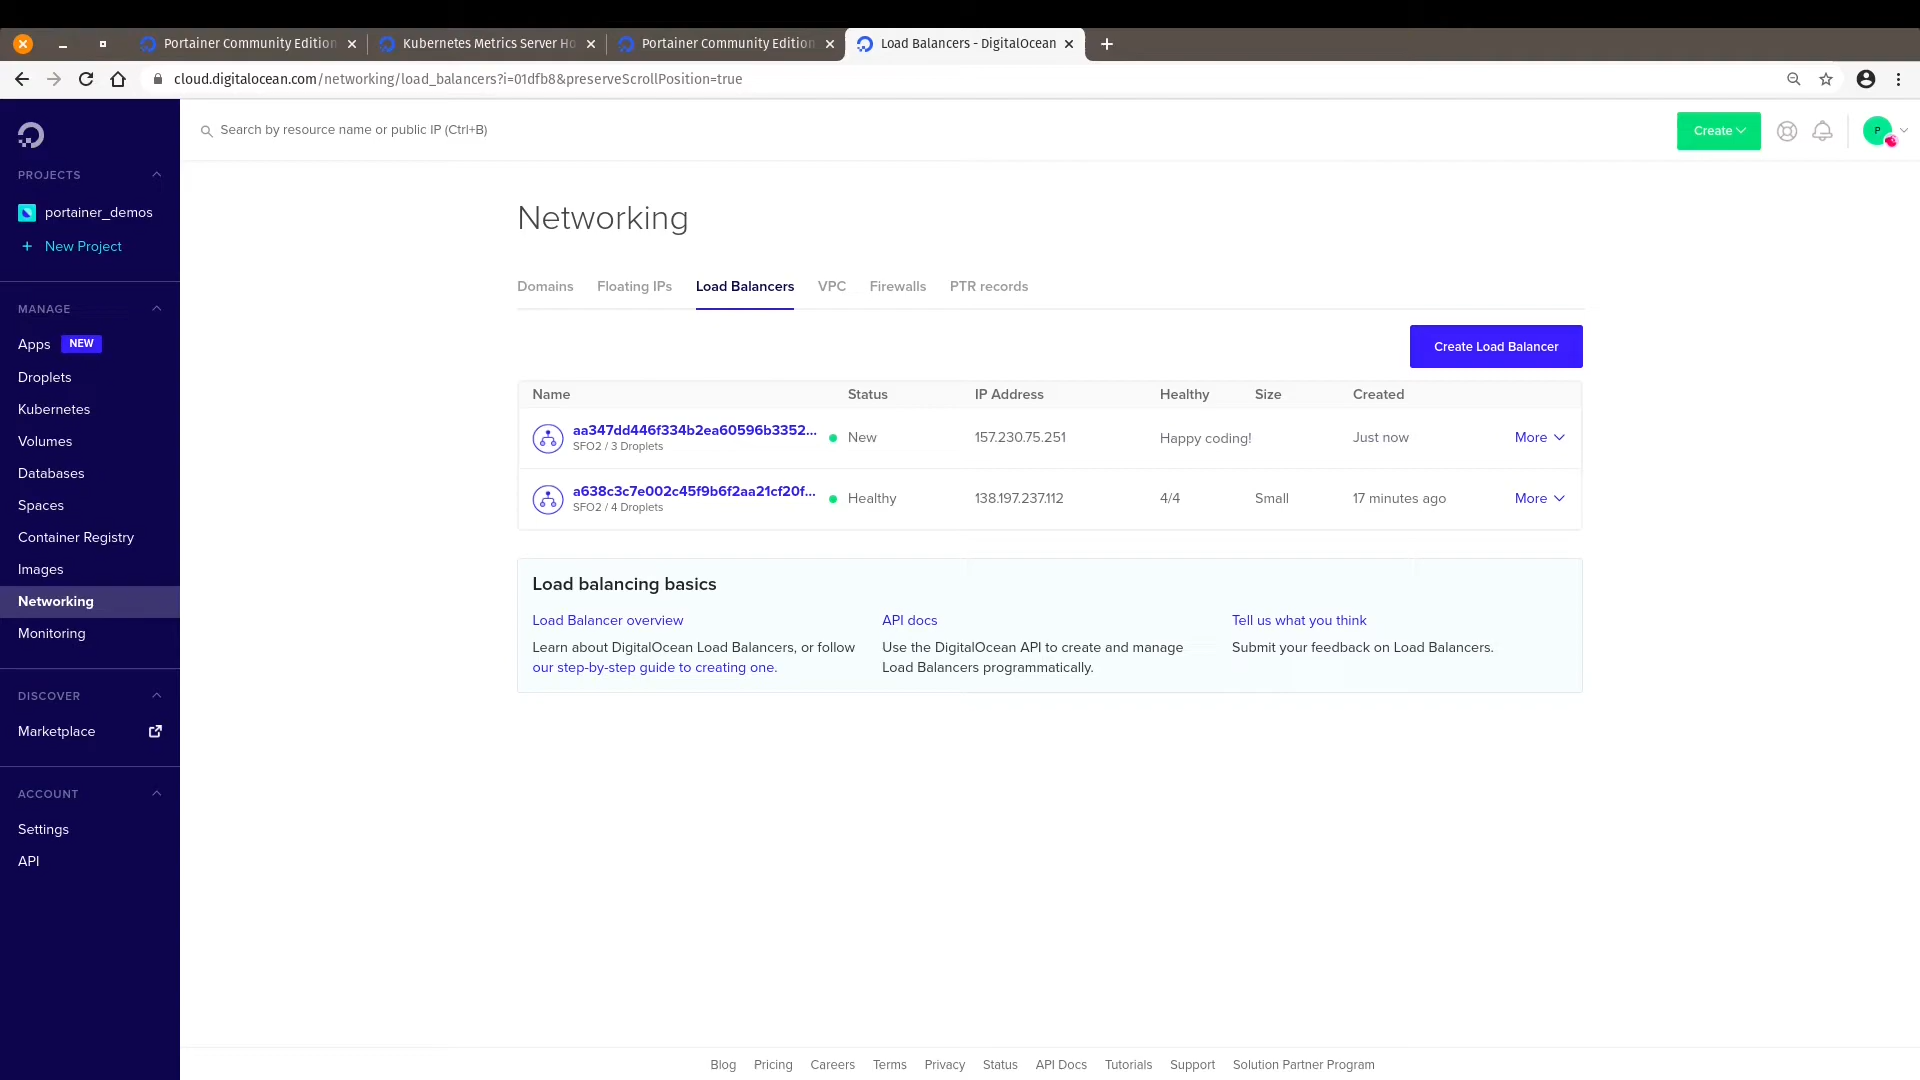 Portainer Community Edition
Kubernetes Metrics Server Ho
Portainer Community Edition
Load Balancers - DigitalOcean
cloud.digitalocean.com/networking/load_balancers?i=01dfb8&preserveScrollPosition=true
Search by resource name or public IP (Ctrl+B)
Create
P
PROJECTS
portainer_demos
+ New Project
MANAGE
Apps NEW
Droplets
Kubernetes
Volumes
Databases
Spaces
Container Registry
Images
Networking
Monitoring
DISCOVER
Marketplace
ACCOUNT
Settings
API
Networking
Domains Floating IPs Load Balancers VPC Firewalls PTR records
Create Load Balancer
Name Status IP Address Healthy Size Created
aa347dd446f334b2ea60596b3352... New 157.230.75.251 Happy coding! Just now More
SFO2 / 3 Droplets
a638c3c7e002c45f9b6f2aa21cf20f... Healthy 138.197.237.112 4/4 Small 17 minutes ago More
SFO2 / 4 Droplets
Load balancing basics
Load Balancer overview
Learn about DigitalOcean Load Balancers, or follow
our step-by-step guide to creating one.
API docs
Use the DigitalOcean API to create and manage
Load Balancers programmatically.
Tell us what you think
Submit your feedback on Load Balancers.
Blog Pricing Careers Terms Privacy Status API Docs Tutorials Support Solution Partner Program